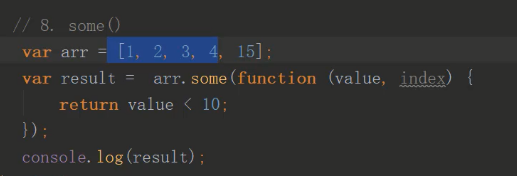 // 8. some()
var arr = [1, 2, 3, 4, 15];
var result = arr.some(function (value, index) {
return value < 10;
});
console.log(result);